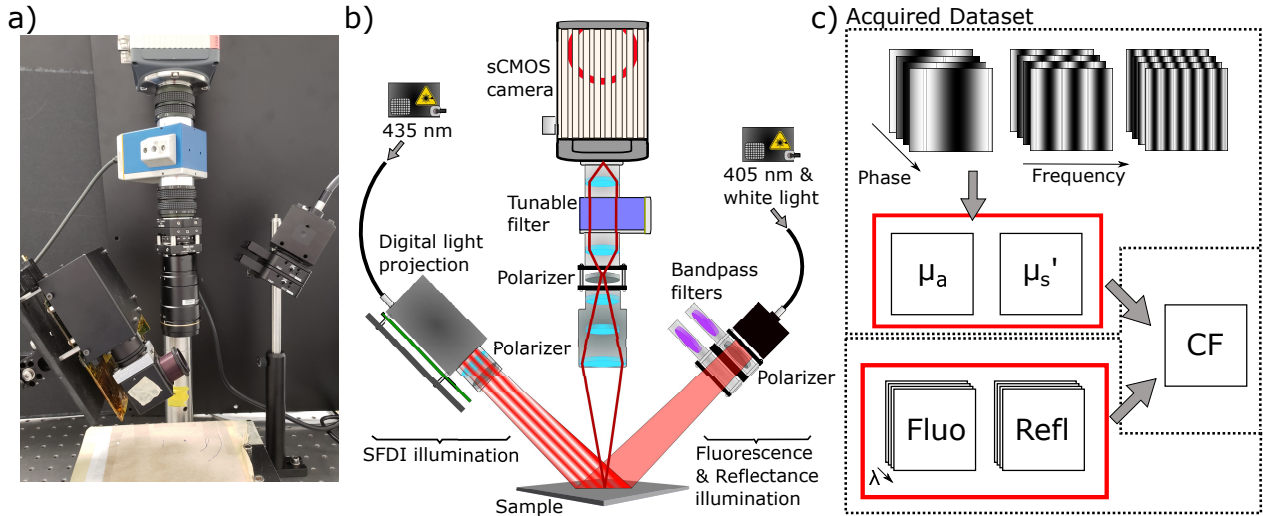 a)
b)
sCMOS
camera
435 nm
405 nm &
white light
Tunable
filter
Digital light
projection
Polarizer
Bandpass
filters
Polarizer
Polarizer
SFDI illumination
Fluorescence
& Reflectance
illumination
Sample
c)
Acquired Dataset
Phase
Frequency
μa
μs'
CF
Fluo
Refl
λ